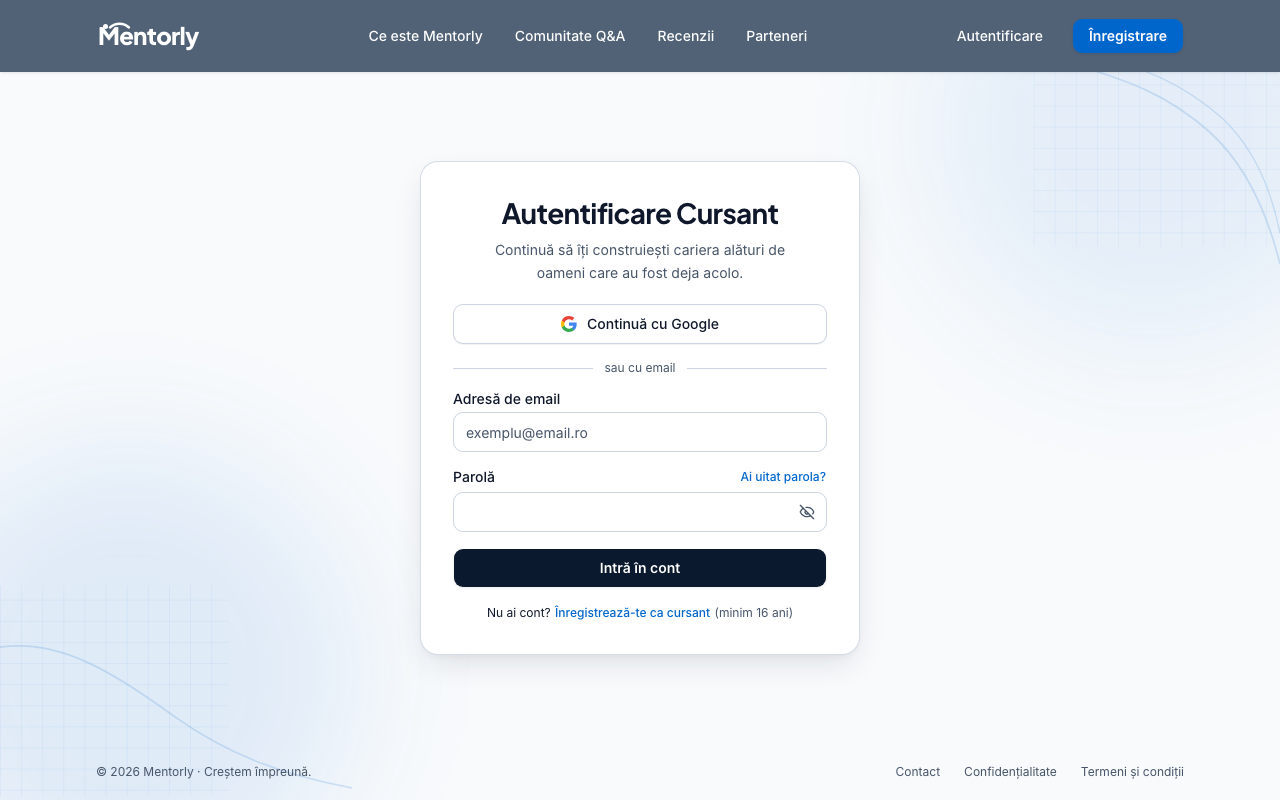 Mentorly
Ce este Mentorly
Comunitate Q&A
Recenzii
Parteneri
Autentificare
Înregistrare
Autentificare Cursant
Continuă să îți construiești cariera alături de
oameni care au fost deja acolo.
Continuă cu Google
sau cu email
Adresă de email
exemplu@email.ro
Parolă
Ai uitat parola?
Intră în cont
Nu ai cont? Înregistrează-te ca cursant (minim 16 ani)
© 2026 Mentorly · Creștem împreună.
Contact
Confidențialitate
Termeni și condiții